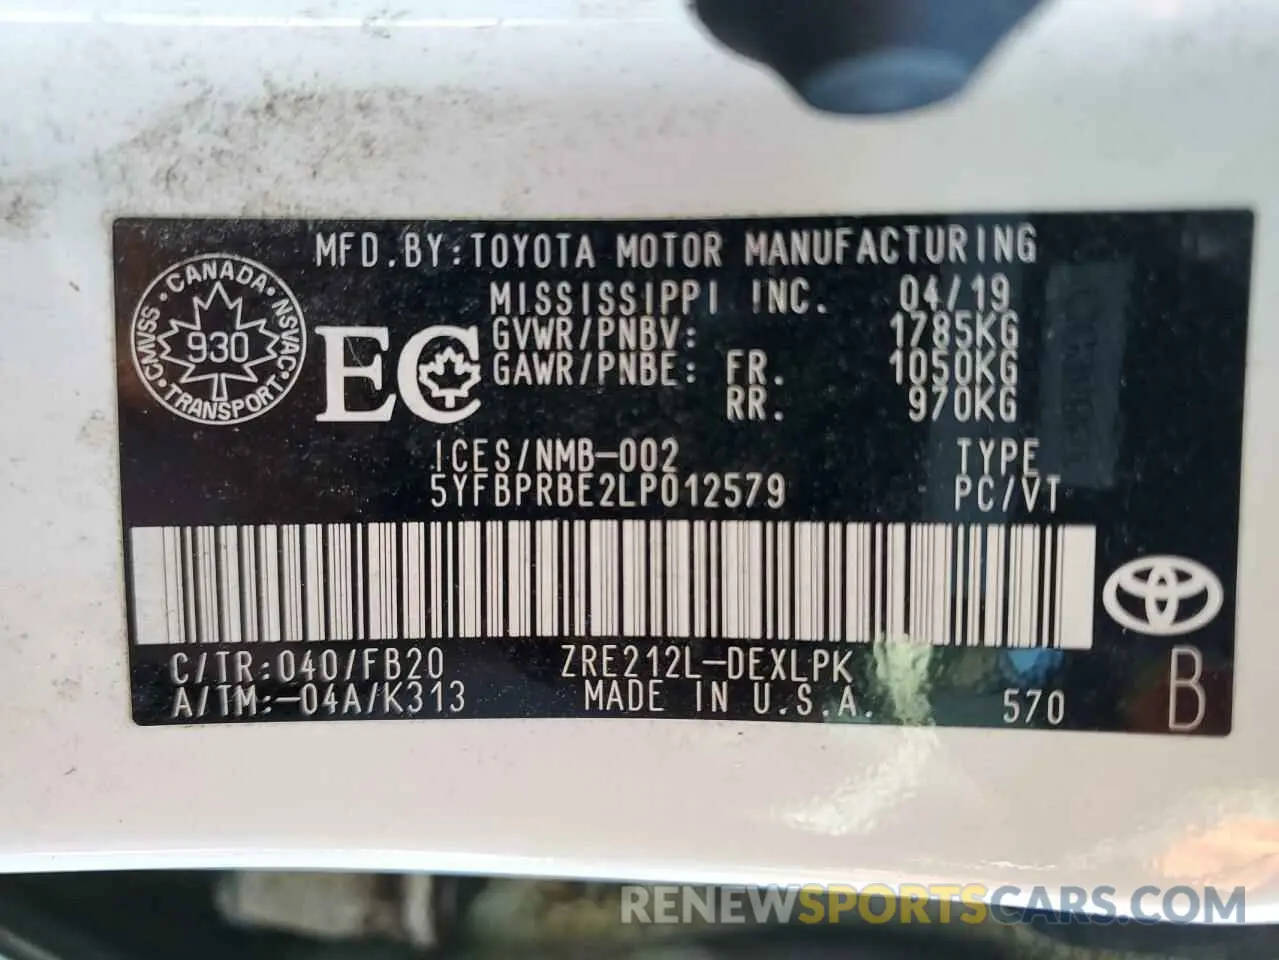 MFD.BY:TOYOTA MOTOR MANUFACTURING
MISSISSIPPI INC. 04/19
GVWR/PNBV: 1785KG
GAWR/PNBE: FR. 1050KG
RR. 970KG
CANADA
CMVSS NSVAC
930
TRANSPORT
EC
ICES/NMB-002 TYPE
5YFBPRBE2LP012579 PC/VT
C/TR:040/FB20 ZRE212L-DEXLPK
A/TM:-04A/K313 MADE IN U.S.A. 570
B
RENEWSPORTSCARS.COM